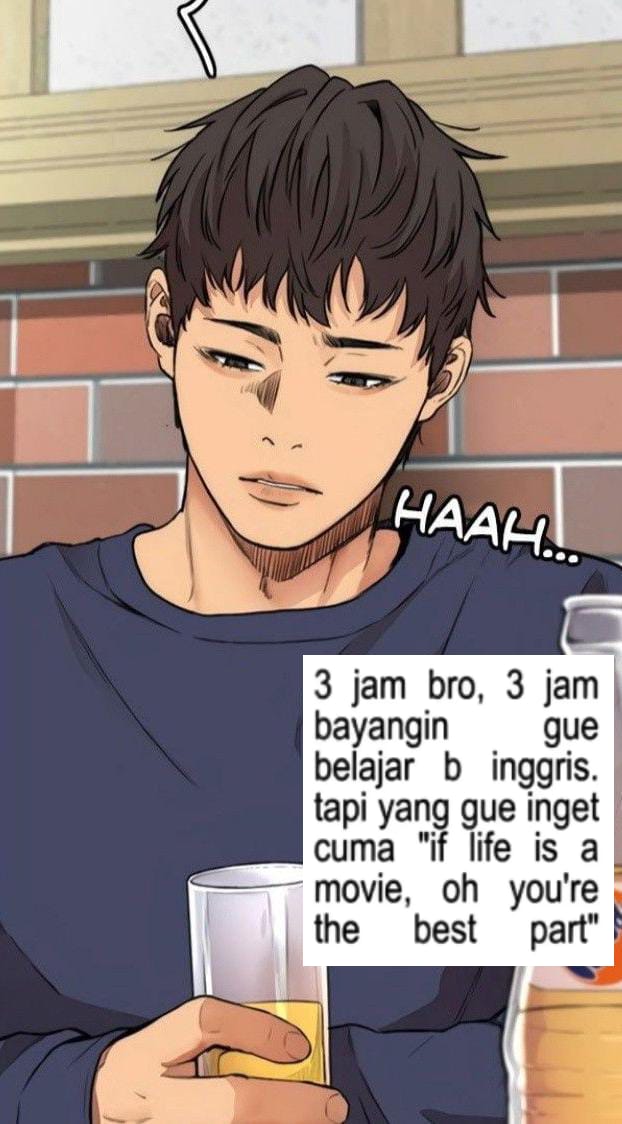 HAAH...
3 jam bro, 3 jam
bayangin gue
belajar b inggris.
tapi yang gue inget
cuma "if life is a
movie, oh you're
the best part"